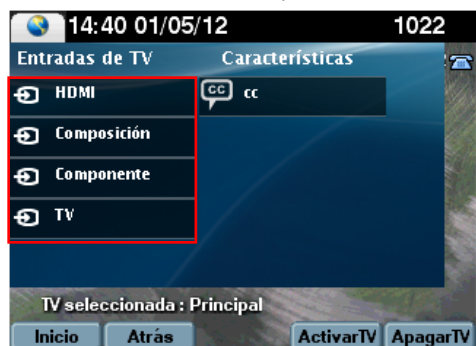 14:40 01/05/12 1022
Entradas de TV Características
HDMI cc cc
Composición
Componente
TV
TV seleccionada : Principal
Inicio Atrás ActivarTV ApagarTV